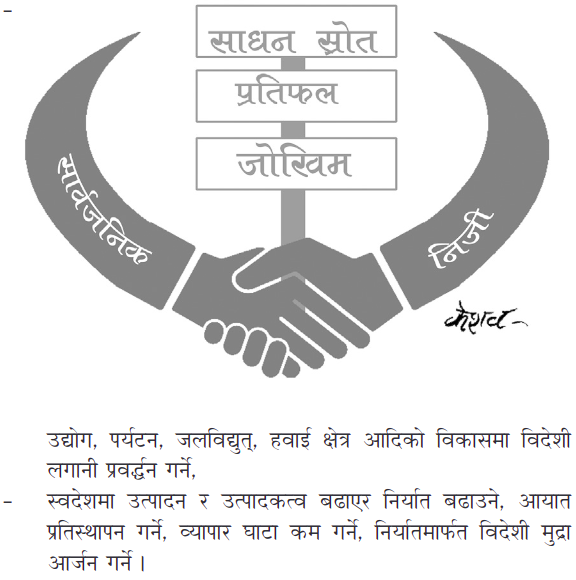 –
साधन स्रोत
प्रतिफल
जोखिम
सार्वजनिक
निजी
केशव
उद्योग, पर्यटन, जलविद्युत्, हवाई क्षेत्र आदिको विकासमा विदेशी
लगानी प्रवर्द्धन गर्ने,
– स्वदेशमा उत्पादन र उत्पादकत्व बढाएर निर्यात बढाउने, आयात
प्रतिस्थापन गर्ने, व्यापार घाटा कम गर्ने, निर्यातमार्फत विदेशी मुद्रा
आर्जन गर्ने ।